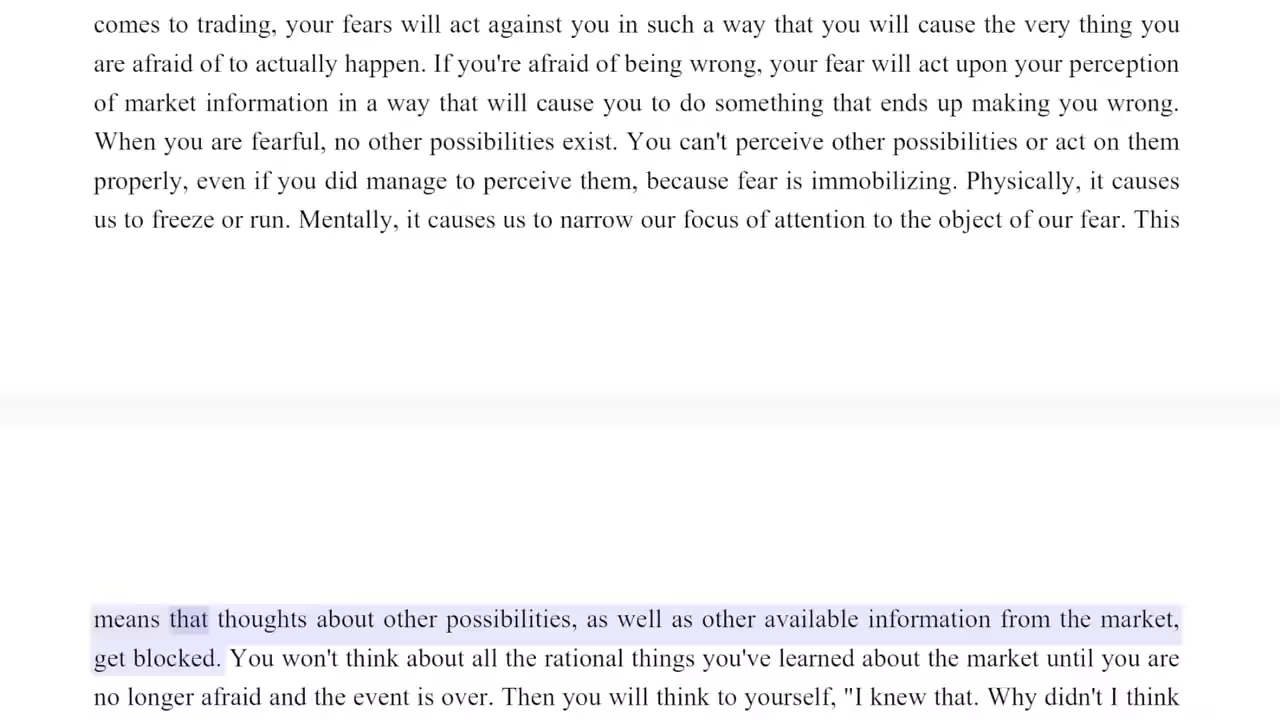 comes to trading, your fears will act against you in such a way that you will cause the very thing you
are afraid of to actually happen. If you're afraid of being wrong, your fear will act upon your perception
of market information in a way that will cause you to do something that ends up making you wrong.
When you are fearful, no other possibilities exist. You can't perceive other possibilities or act on them
properly, even if you did manage to perceive them, because fear is immobilizing. Physically, it causes
us to freeze or run. Mentally, it causes us to narrow our focus of attention to the object of our fear. This
means that thoughts about other possibilities, as well as other available information from the market,
get blocked. You won't think about all the rational things you've learned about the market until you are
no longer afraid and the event is over. Then you will think to yourself, "I knew that. Why didn't I think